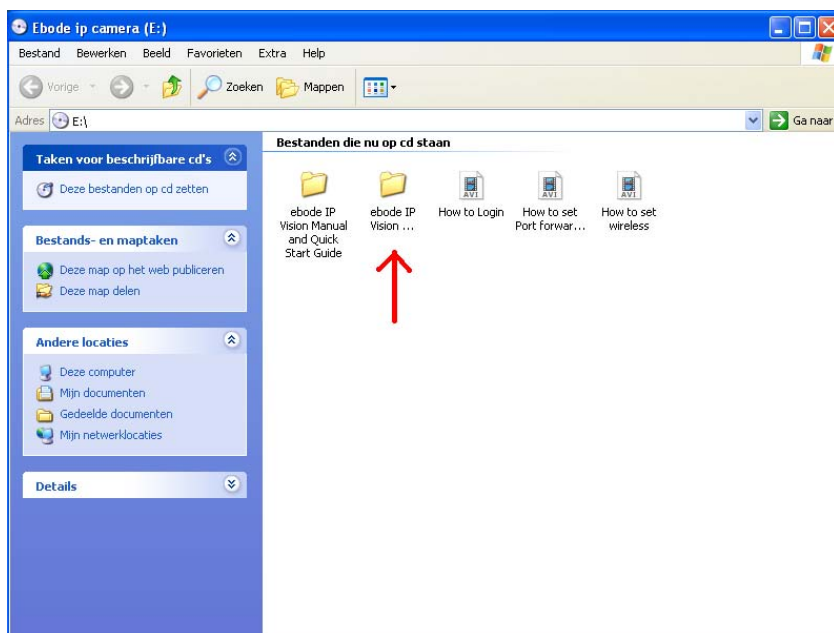 Ebode ip camera (E:)
Bestand Bewerken Beeld Favorieten Extra Help
Vorige Zoeken Mappen
Adres E:\ Ga naar
Taken voor beschrijfbare cd's
Deze bestanden op cd zetten
Bestands- en maptaken
Deze map op het web publiceren
Deze map delen
Andere locaties
Deze computer
Mijn documenten
Gedeelde documenten
Mijn netwerklocaties
Details
Bestanden die nu op cd staan
AVI AVI AVI
ebode IP ebode IP How to Login How to set How to set
Vision Manual Vision ... Port forwar... wireless
and Quick
Start Guide